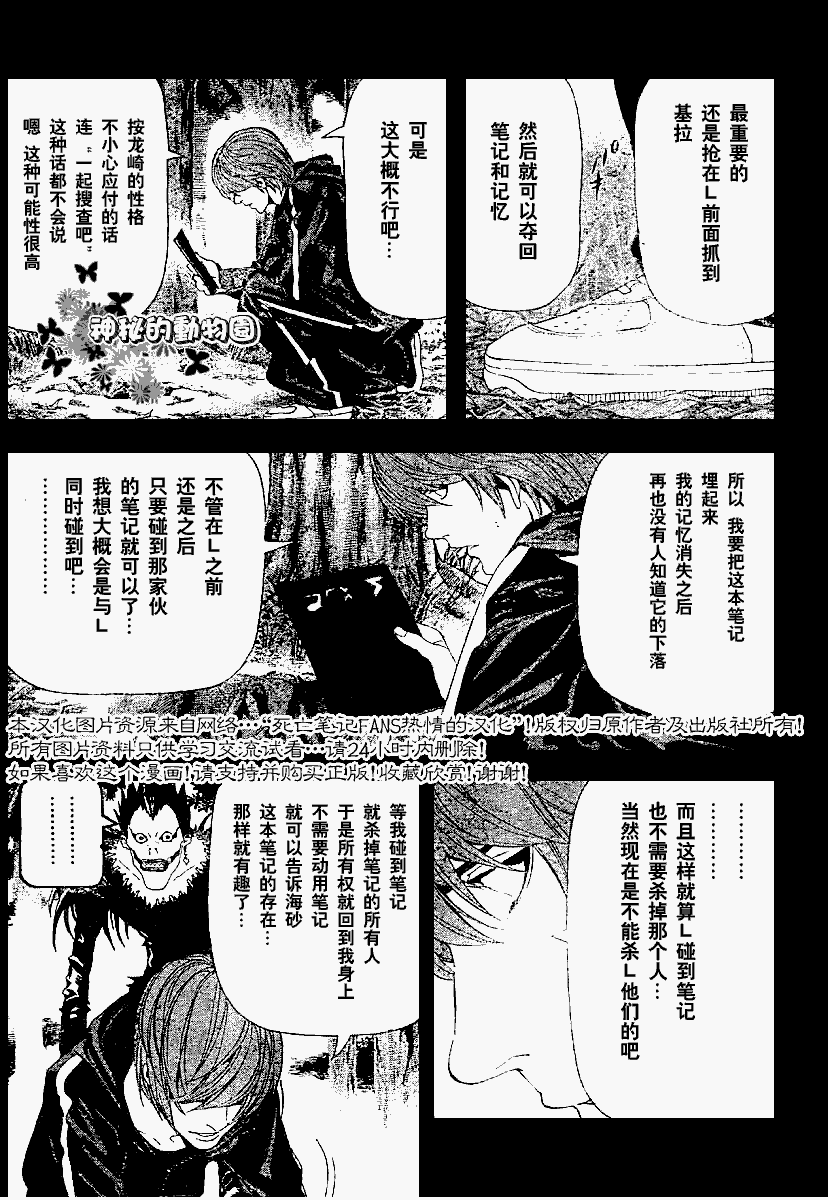 最重要的
还是抢在L前面抓到
基拉
然后就可以夺回
笔记和记忆
可是
这大概不行吧…
按龙崎的性格
不小心应付的话
连“一起搜查吧”
这种话都不会说
嗯 这种可能性很高
神秘的動物園
所以 我要把这本笔记
埋起来
我的记忆消失之后
再也没有人知道它的下落
不管在L之前
还是之后
只要碰到那家伙
的笔记就可以了…
我想大概会是与L
同时碰到吧…
………………
本汉化图片资源来自网络…“死亡笔记FANS热情的汉化”!版权归原作者及出版社所有!
所有图片资料只供学习交流试看…请24小时内删除!
如果喜欢这个漫画!请支持并购买正版!收藏欣赏!谢谢!
…………
…………
而且这样就算L碰到笔记
也不需要杀掉那个人…
当然现在是不能杀L他们的吧
等我碰到笔记
就杀掉笔记的所有人
于是所有权就回到我身上
不需要动用笔记
就可以告诉海砂
这本笔记的存在…
那样就有趣了…
…………
…………